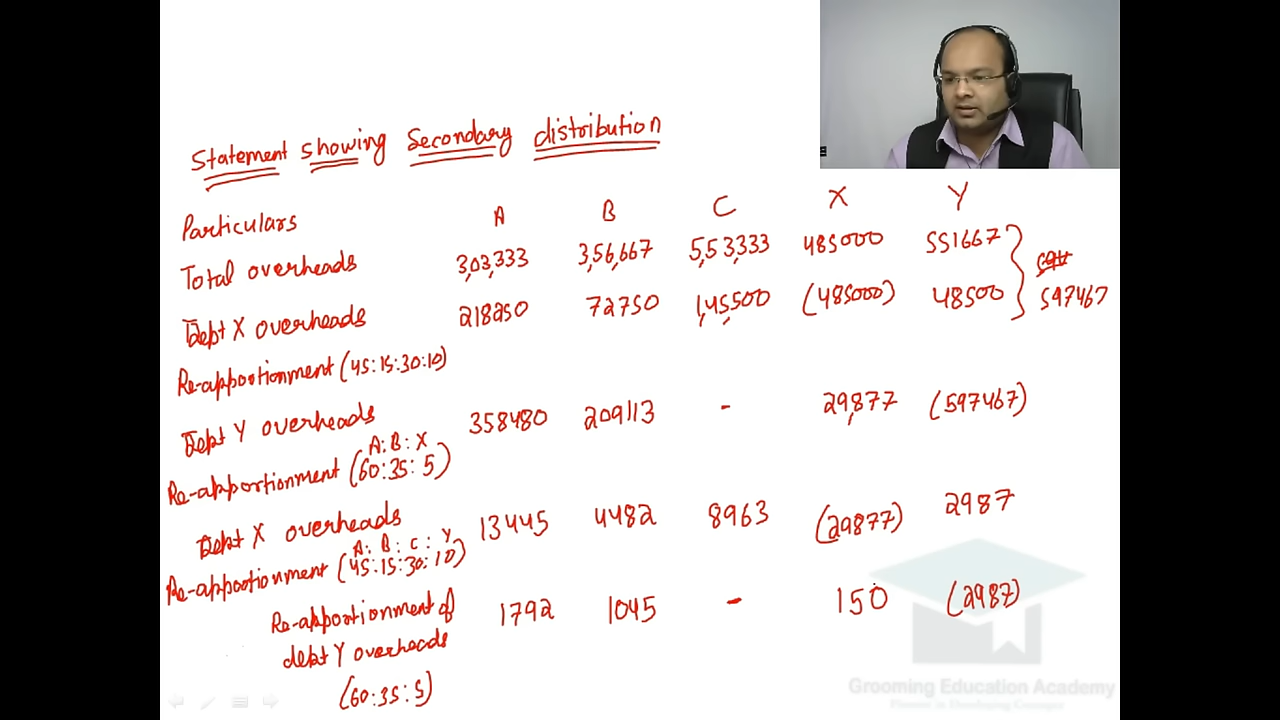 Statement showing Secondary distribution
Particulars A B C X Y
Total overheads 3,03,333 3,56,667 5,53,333 485000 551667
Dept X overheads 218250 72750 1,45,500 (485000) 48500 597467
Re-apportionment (45:15:30:10)
Dept Y overheads 358480 209113 - 29,877 (597467)
A: B: X
Re-apportionment (60:35:5)
Dept X overheads 13445 4482 8963 (29877) 2987
A: B: C: Y
Re-apportionment (45:15:30:10)
Re-apportionment of 1792 1045 - 150 (2987)
dept Y overheads
(60:35:5)
Grooming Education Academy